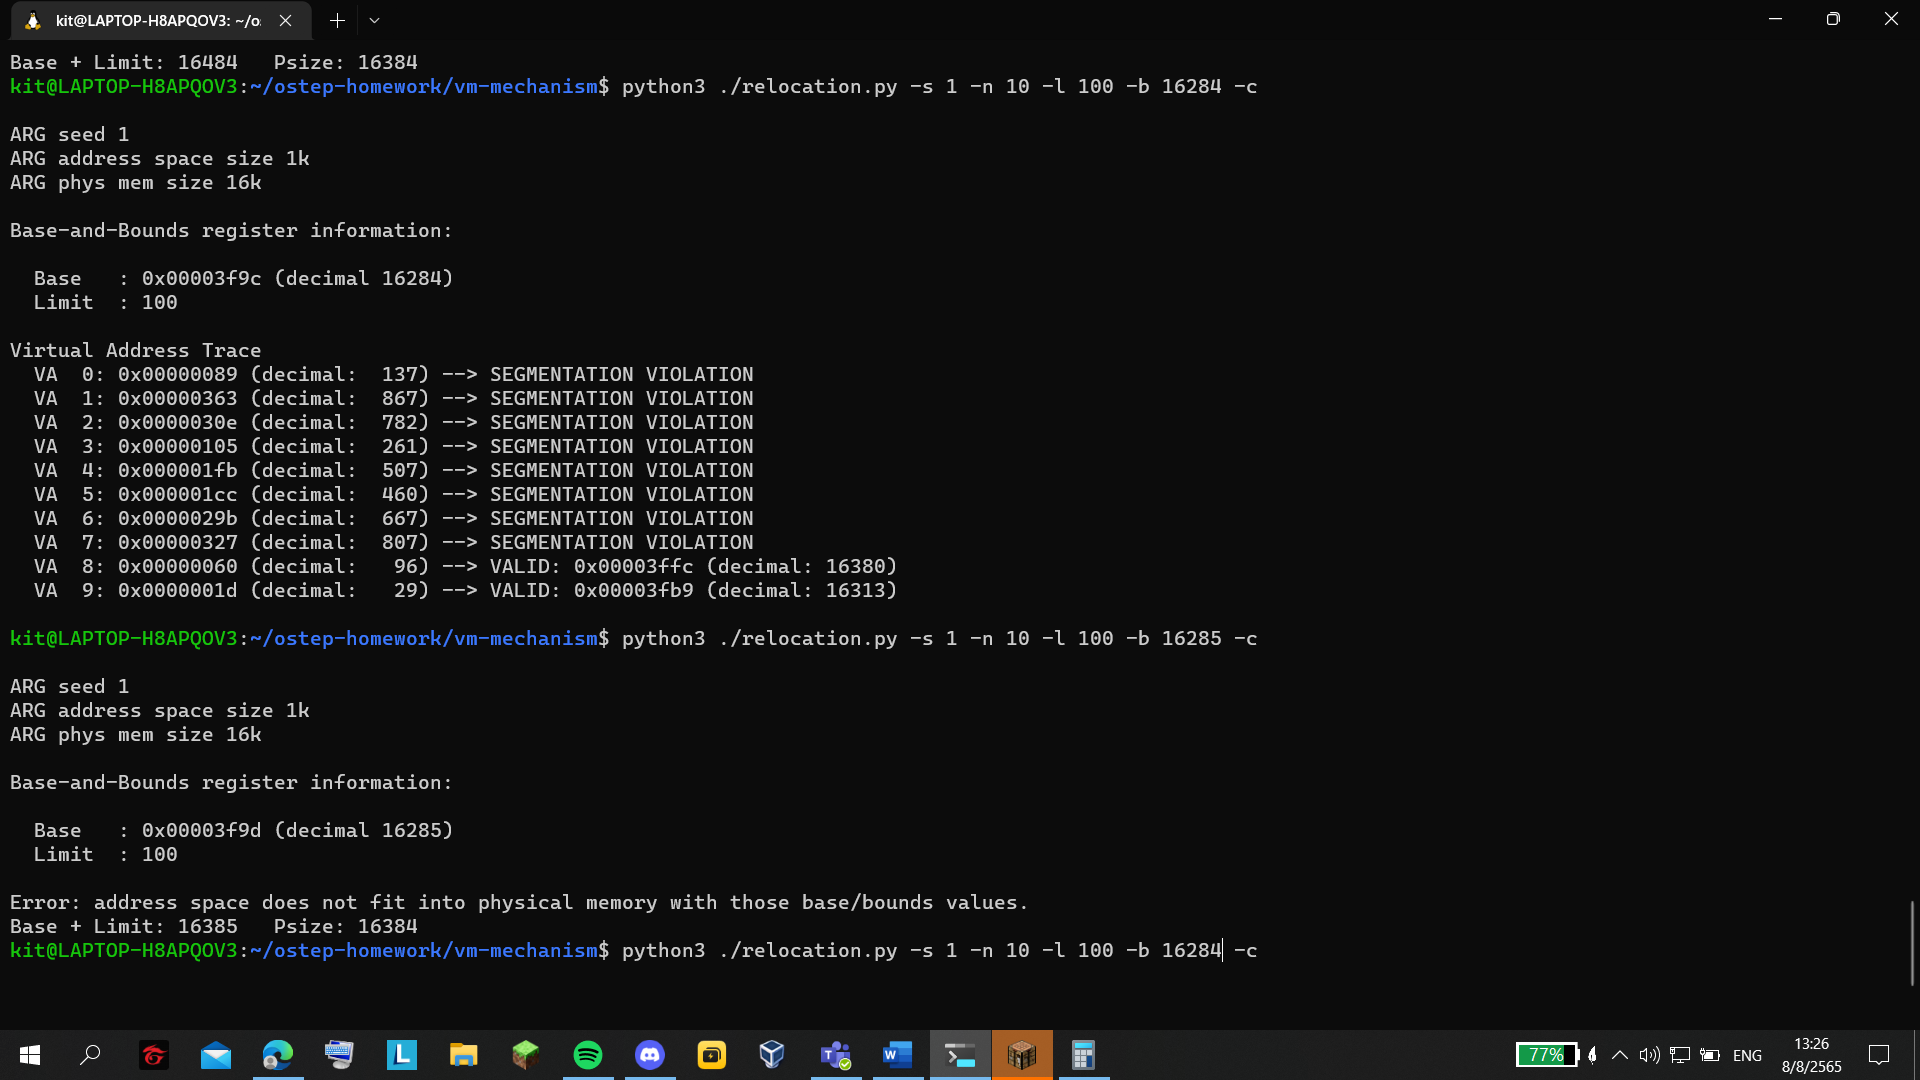 kit@LAPTOP-H8APQOV3: ~/o
Base + Limit: 16484   Psize: 16384
kit@LAPTOP-H8APQOV3:~/ostep-homework/vm-mechanism$ python3 ./relocation.py -s 1 -n 10 -l 100 -b 16284 -c
ARG seed 1
ARG address space size 1k
ARG phys mem size 16k
Base-and-Bounds register information:
  Base   : 0x00003f9c (decimal 16284)
  Limit  : 100
Virtual Address Trace
  VA  0: 0x00000089 (decimal:  137) --> SEGMENTATION VIOLATION
  VA  1: 0x00000363 (decimal:  867) --> SEGMENTATION VIOLATION
  VA  2: 0x0000030e (decimal:  782) --> SEGMENTATION VIOLATION
  VA  3: 0x00000105 (decimal:  261) --> SEGMENTATION VIOLATION
  VA  4: 0x000001fb (decimal:  507) --> SEGMENTATION VIOLATION
  VA  5: 0x000001cc (decimal:  460) --> SEGMENTATION VIOLATION
  VA  6: 0x0000029b (decimal:  667) --> SEGMENTATION VIOLATION
  VA  7: 0x00000327 (decimal:  807) --> SEGMENTATION VIOLATION
  VA  8: 0x00000060 (decimal:   96) --> VALID: 0x00003ffc (decimal: 16380)
  VA  9: 0x0000001d (decimal:   29) --> VALID: 0x00003fb9 (decimal: 16313)
kit@LAPTOP-H8APQOV3:~/ostep-homework/vm-mechanism$ python3 ./relocation.py -s 1 -n 10 -l 100 -b 16285 -c
ARG seed 1
ARG address space size 1k
ARG phys mem size 16k
Base-and-Bounds register information:
  Base   : 0x00003f9d (decimal 16285)
  Limit  : 100
Error: address space does not fit into physical memory with those base/bounds values.
Base + Limit: 16385   Psize: 16384
kit@LAPTOP-H8APQOV3:~/ostep-homework/vm-mechanism$ python3 ./relocation.py -s 1 -n 10 -l 100 -b 16284 -c
77%
ENG
13:26
8/8/2565